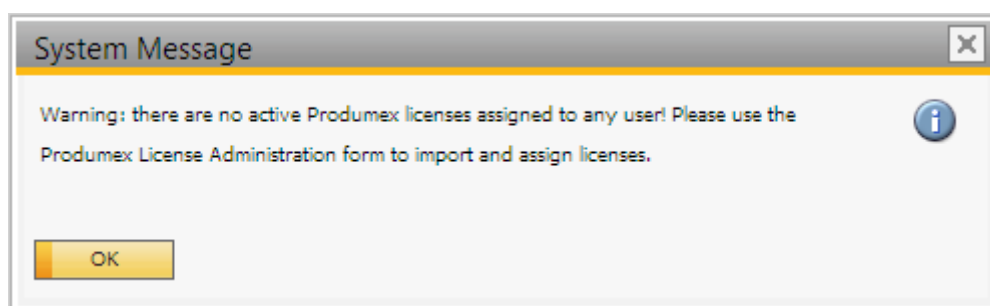 System Message
Warning: there are no active Produmex licenses assigned to any user! Please use the
Produmex License Administration form to import and assign licenses.
OK